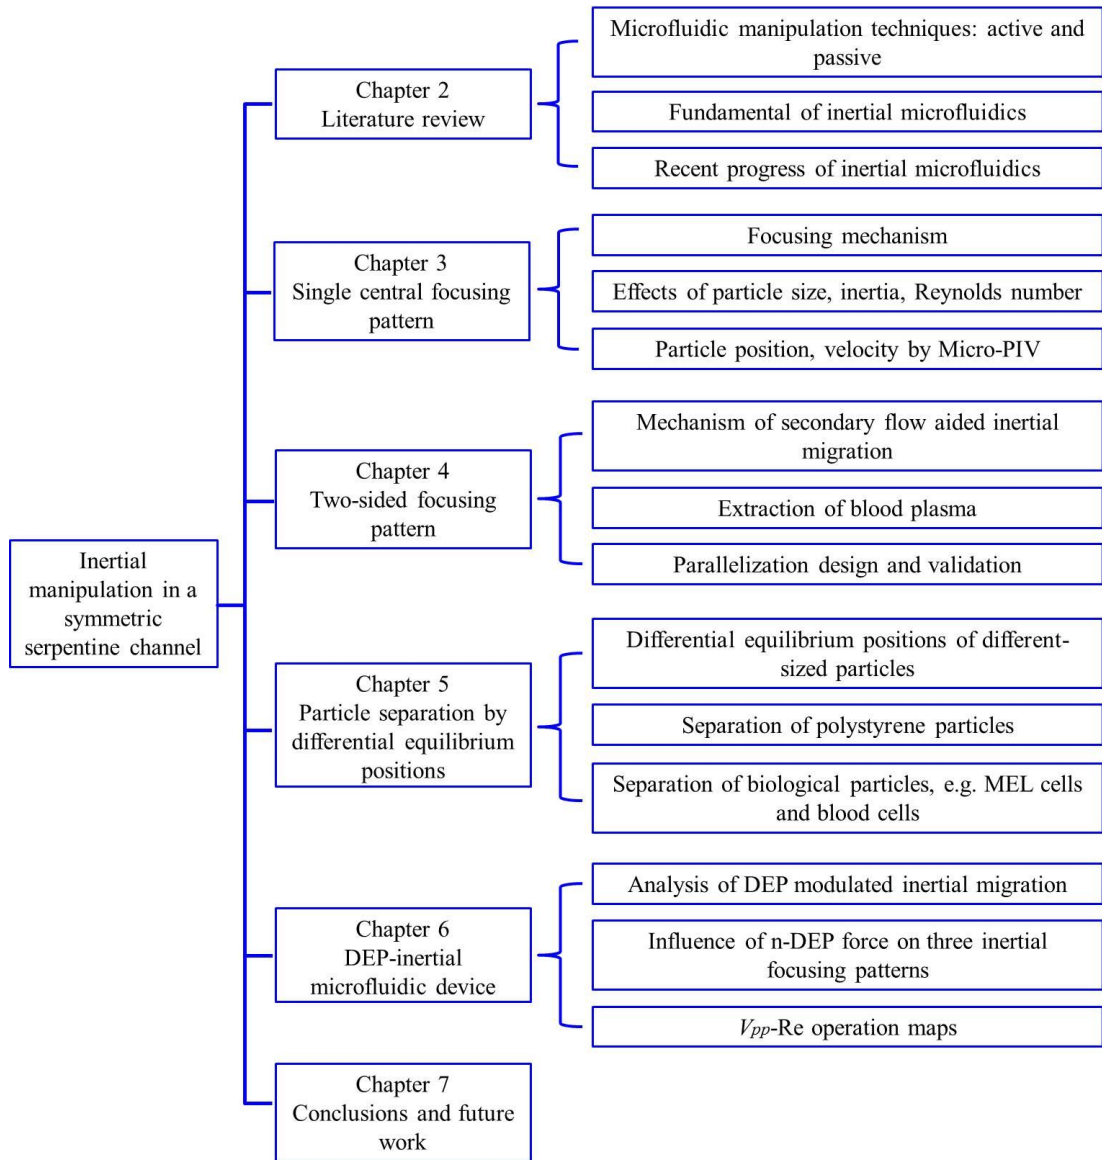 Inertial
manipulation in a
symmetric
serpentine channel
Chapter 2
Literature review
Microfluidic manipulation techniques: active and
passive
Fundamental of inertial microfluidics
Recent progress of inertial microfluidics
Chapter 3
Single central focusing
pattern
Focusing mechanism
Effects of particle size, inertia, Reynolds number
Particle position, velocity by Micro-PIV
Chapter 4
Two-sided focusing
pattern
Mechanism of secondary flow aided inertial
migration
Extraction of blood plasma
Parallelization design and validation
Chapter 5
Particle separation by
differential equilibrium
positions
Differential equilibrium positions of different-
sized particles
Separation of polystyrene particles
Separation of biological particles, e.g. MEL cells
and blood cells
Chapter 6
DEP-inertial
microfluidic device
Analysis of DEP modulated inertial migration
Influence of n-DEP force on three inertial
focusing patterns
Vpp-Re operation maps
Chapter 7
Conclusions and future
work